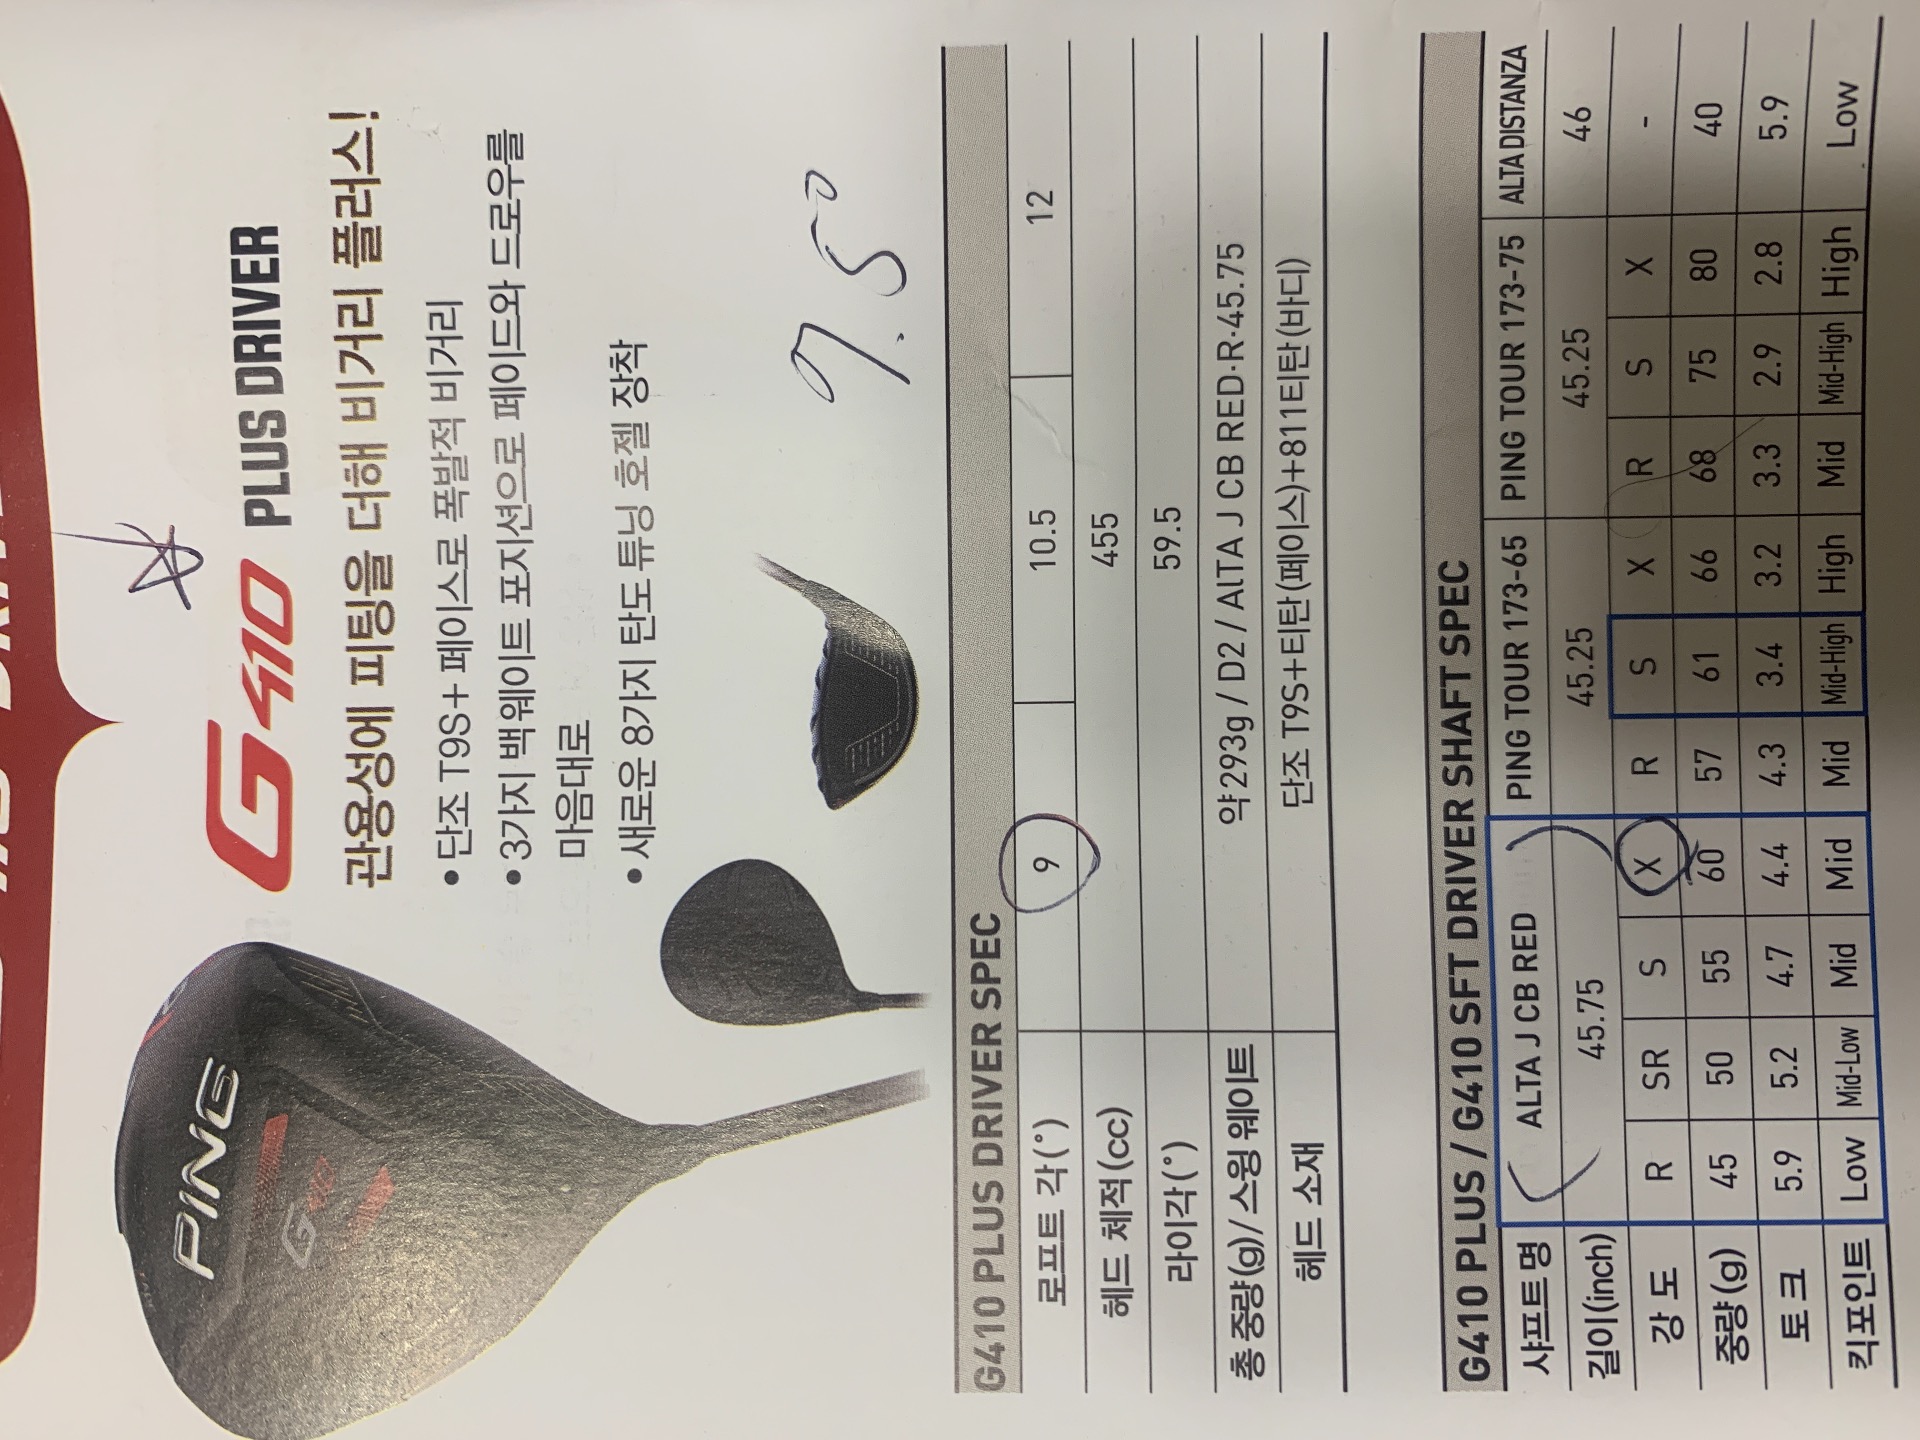 G410 PLUS DRIVER
관용성에 피팅을 더해 비거리 플러스!
• 단조 T9S+ 페이스로 폭발적 비거리
• 3가지 백 웨이트 포지션으로 페이드와 드로우를
마음대로
• 새로운 8가지 탄도 튜닝 호젤 장착
PING
G410
9.50
G410 PLUS DRIVER SPEC
로프트 각(°) 9 10.5 12
헤드 체적(cc) 455
라이각(°) 59.5
총 중량(g)/스윙 웨이트 약293g / D2 / AlTA J CB RED·R·45.75
헤드 소재 단조 T9S+티탄(페이스)+811티탄(바디)
G410 PLUS / G410 SFT DRIVER SHAFT SPEC
샤프트명 ALTA J CB RED PING TOUR 173-65 PING TOUR 173-75 ALTA DISTANZA
길이(inch) 45.75 45.25 45.25 46
강 도 R SR S X R S X R S X -
중량(g) 45 50 55 60 57 61 66 68 75 80 40
토 크 5.9 5.2 4.7 4.4 4.3 3.4 3.2 3.3 2.9 2.8 5.9
킥포인트 Low Mid-Low Mid Mid Mid Mid-High High Mid Mid-High High Low